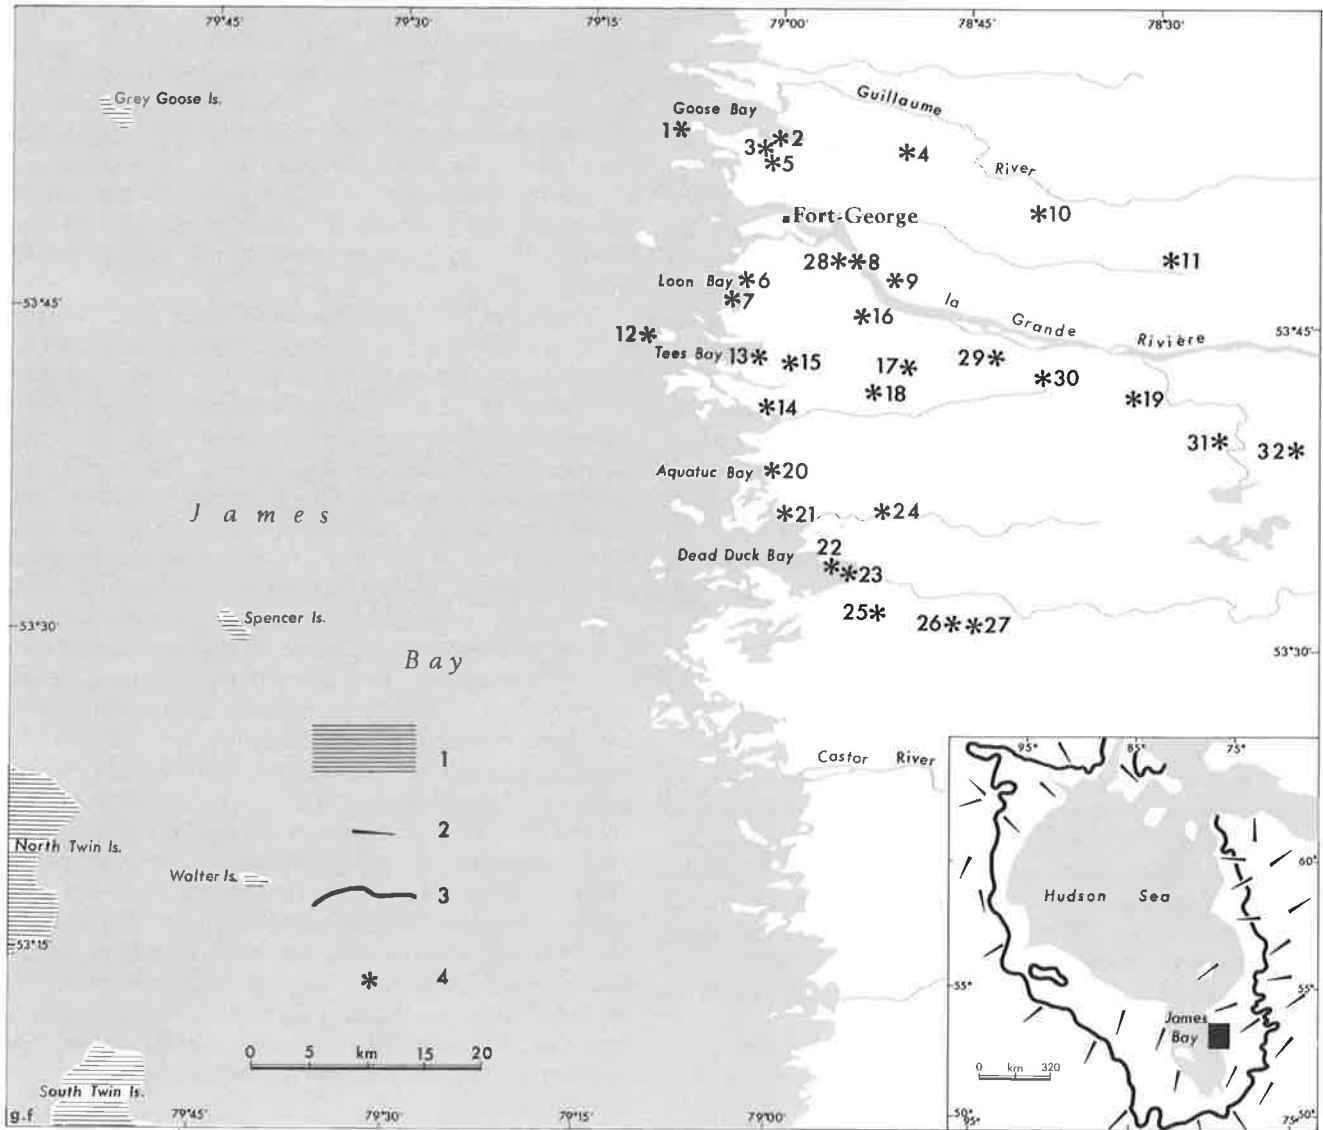 79°45' 79°30' 79°15' 79°00' 78°45' 78°30'
Grey Goose Is.
Goose Bay
Guillaume
River
1* *2
3* *4
*5
*10
Fort-George
28* *8 *11
Loon Bay *6 *9
*7
53°45'
la Grande Rivière
53°45'
12* *16
Tees Bay 13* *15 17* 29*
*30
*14 *18 *19
31* 32*
Aquatuc Bay *20
James
*21 *24
Dead Duck Bay 22
* *23
Spencer Is.
53°30'
25* 26* *27
53°30'
Bay
1
Castor River
2
North Twin Is.
Walter Is.
3
53°15'
4
0 5 km 15 20
South Twin Is.
g.f
79°45' 79°30' 79°15' 79°00'
95° 85° 75°
60°
Hudson Sea
55° 55°
James
Bay
0 km 320
50°
95° 75° 50°